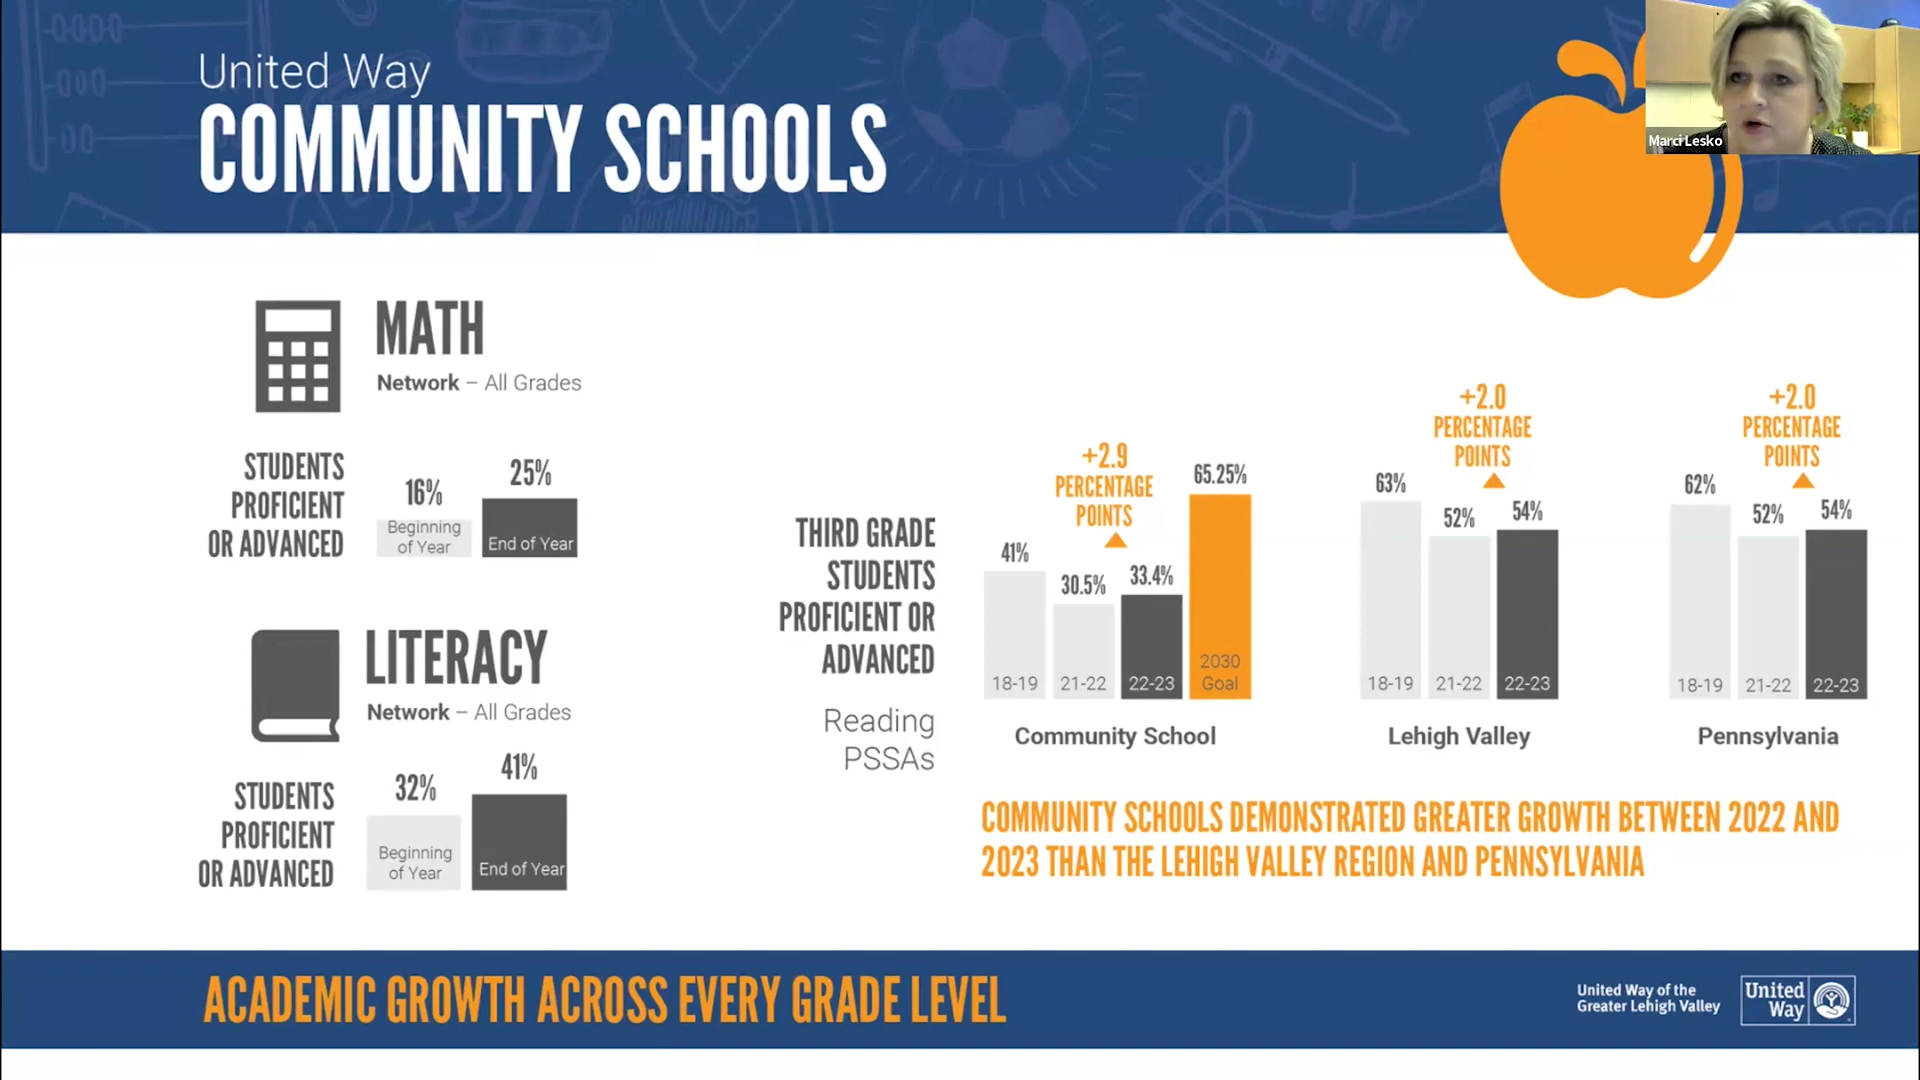 United Way
COMMUNITY SCHOOLS
Marci Lesko
MATH
Network – All Grades
STUDENTS
PROFICIENT
OR ADVANCED
16%
Beginning
of Year
25%
End of Year
LITERACY
Network – All Grades
STUDENTS
PROFICIENT
OR ADVANCED
32%
Beginning
of Year
41%
End of Year
THIRD GRADE
STUDENTS
PROFICIENT OR
ADVANCED
Reading
PSSAs
+2.9
PERCENTAGE
POINTS
41%
30.5%
33.4%
65.25%
18-19
21-22
22-23
2030
Goal
Community School
+2.0
PERCENTAGE
POINTS
63%
52%
54%
18-19
21-22
22-23
Lehigh Valley
+2.0
PERCENTAGE
POINTS
62%
52%
54%
18-19
21-22
22-23
Pennsylvania
COMMUNITY SCHOOLS DEMONSTRATED GREATER GROWTH BETWEEN 2022 AND
2023 THAN THE LEHIGH VALLEY REGION AND PENNSYLVANIA
ACADEMIC GROWTH ACROSS EVERY GRADE LEVEL
United Way of the
Greater Lehigh Valley
United
Way